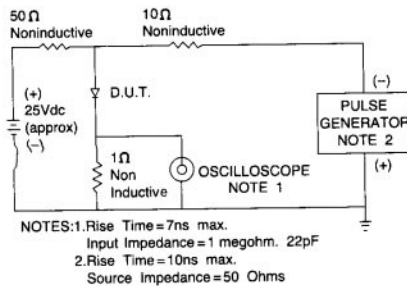 50Ω
Noninductive
10Ω
Noninductive
D.U.T.
(+)
25Vdc
(approx)
(−)
(−)
PULSE
GENERATOR
NOTE 2
(+)
1Ω
Non
Inductive
OSCILLOSCOPE
NOTE 1
NOTES:1.Rise Time=7ns max.
Input Impedance=1 megohm. 22pF
2.Rise Time=10ns max.
Source Impedance=50 Ohms